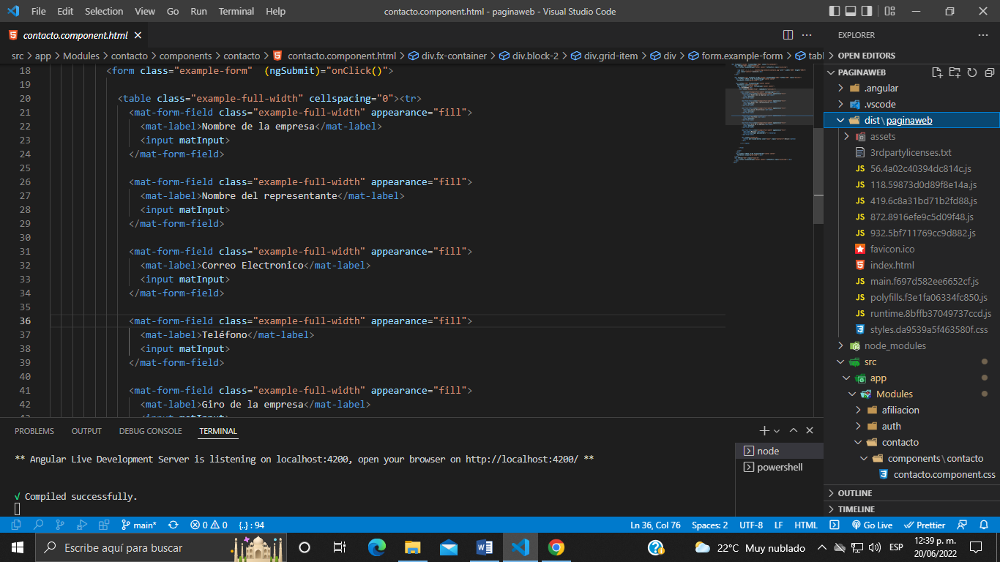 File Edit Selection View Go Run Terminal Help contacto.component.html - paginaweb - Visual Studio Code
contacto.component.html
src > app > Modules > contacto > components > contacto > contacto.component.html > div.fx-container > div.block-2 > div.grid-item > div > form.example-form > tabl
18 <form class="example-form"  (ngSubmit)="onClick()">
19
20 <table class="example-full-width" cellspacing="0"><tr>
21 <mat-form-field class="example-full-width" appearance="fill">
22 <mat-label>Nombre de la empresa</mat-label>
23 <input matInput>
24 </mat-form-field>
25
26 <mat-form-field class="example-full-width" appearance="fill">
27 <mat-label>Nombre del representante</mat-label>
28 <input matInput>
29 </mat-form-field>
30
31 <mat-form-field class="example-full-width" appearance="fill">
32 <mat-label>Correo Electronico</mat-label>
33 <input matInput>
34 </mat-form-field>
35
36 <mat-form-field class="example-full-width" appearance="fill">
37 <mat-label>Teléfono</mat-label>
38 <input matInput>
39 </mat-form-field>
40
41 <mat-form-field class="example-full-width" appearance="fill">
42 <mat-label>Giro de la empresa</mat-label>
43 <input matInput>
PROBLEMS OUTPUT DEBUG CONSOLE TERMINAL
** Angular Live Development Server is listening on localhost:4200, open your browser on http://localhost:4200/ **
√ Compiled successfully.
node
powershell
EXPLORER
OPEN EDITORS
PAGINAWEB
.angular
.vscode
dist \ paginaweb
assets
3rdpartylicenses.txt
JS 56.4a02c40394dc814c.js
JS 118.59873d0d89f8e14a.js
JS 419.6c8a31bd71b2fd88.js
JS 872.8916efe9c5d09f48.js
JS 932.5bf711769cc9d882.js
favicon.ico
index.html
JS main.f697d582ee6652cf.js
JS polyfills.f3e1fa06334fc850.js
JS runtime.8bffb37049737ccd.js
styles.da9539a5f463580f.css
node_modules
src
app
Modules
afiliacion
auth
contacto
components \ contacto
contacto.component.css
OUTLINE
TIMELINE
main* 0 0 {..} : 94 Ln 36, Col 76 Spaces: 2 UTF-8 LF HTML Go Live Prettier
Escribe aquí para buscar 22°C Muy nublado ESP 12:39 p. m.
20/06/2022